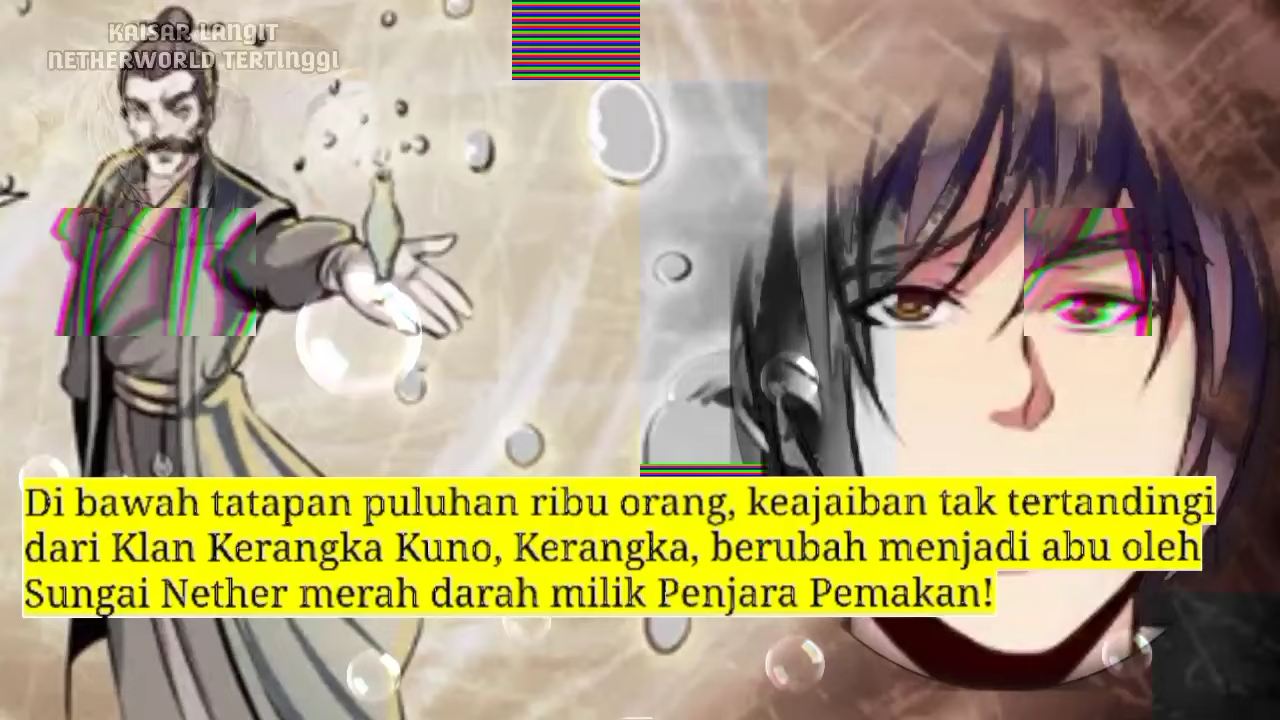 KAISAR LANGIT
NETHERWORLD TERTINGGI
Di bawah tatapan puluhan ribu orang, keajaiban tak tertandingi
dari Klan Kerangka Kuno, Kerangka, berubah menjadi abu oleh
Sungai Nether merah darah milik Penjara Pemakan!